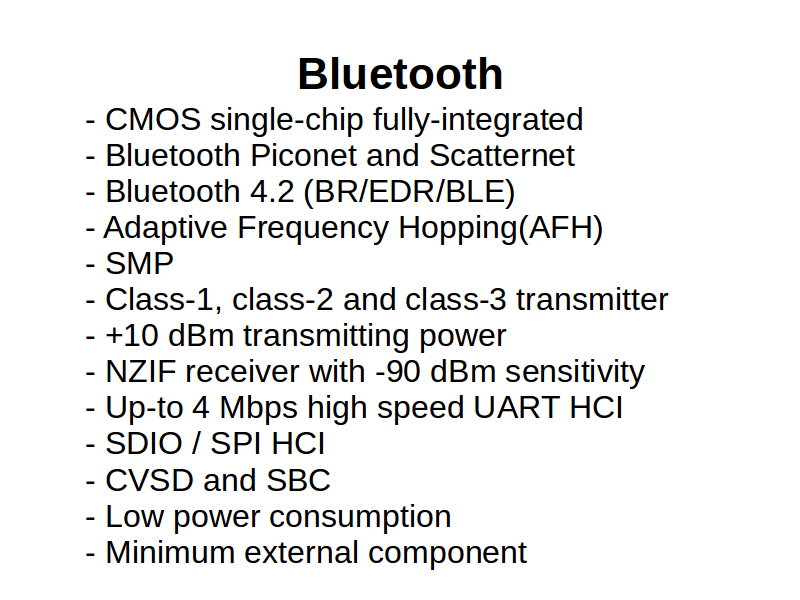 Bluetooth
- CMOS single-chip fully-integrated
- Bluetooth Piconet and Scatternet
- Bluetooth 4.2 (BR/EDR/BLE)
- Adaptive Frequency Hopping(AFH)
- SMP
- Class-1, class-2 and class-3 transmitter
- +10 dBm transmitting power
- NZIF receiver with -90 dBm sensitivity
- Up-to 4 Mbps high speed UART HCI
- SDIO / SPI HCI
- CVSD and SBC
- Low power consumption
- Minimum external component